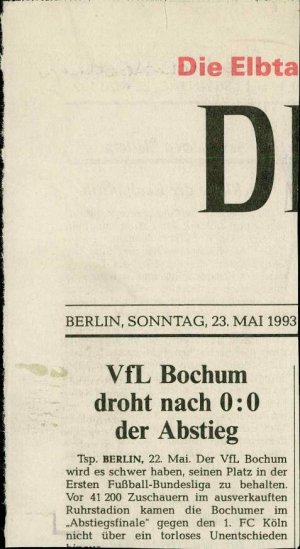 Die Elbta
DI
BERLIN, SONNTAG, 23. MAI 1993
VfL Bochum
droht nach 0:0
der Abstieg
Tsp. BERLIN, 22. Mai. Der VfL Bochum
wird es schwer haben, seinen Platz in der
Ersten Fußball-Bundesliga zu behalten.
Vor 41 200 Zuschauern im ausverkauften
Ruhrstadion kamen die Bochumer im
„Abstiegsfinale" gegen den 1. FC Köln
nicht über ein torloses Unentschieden